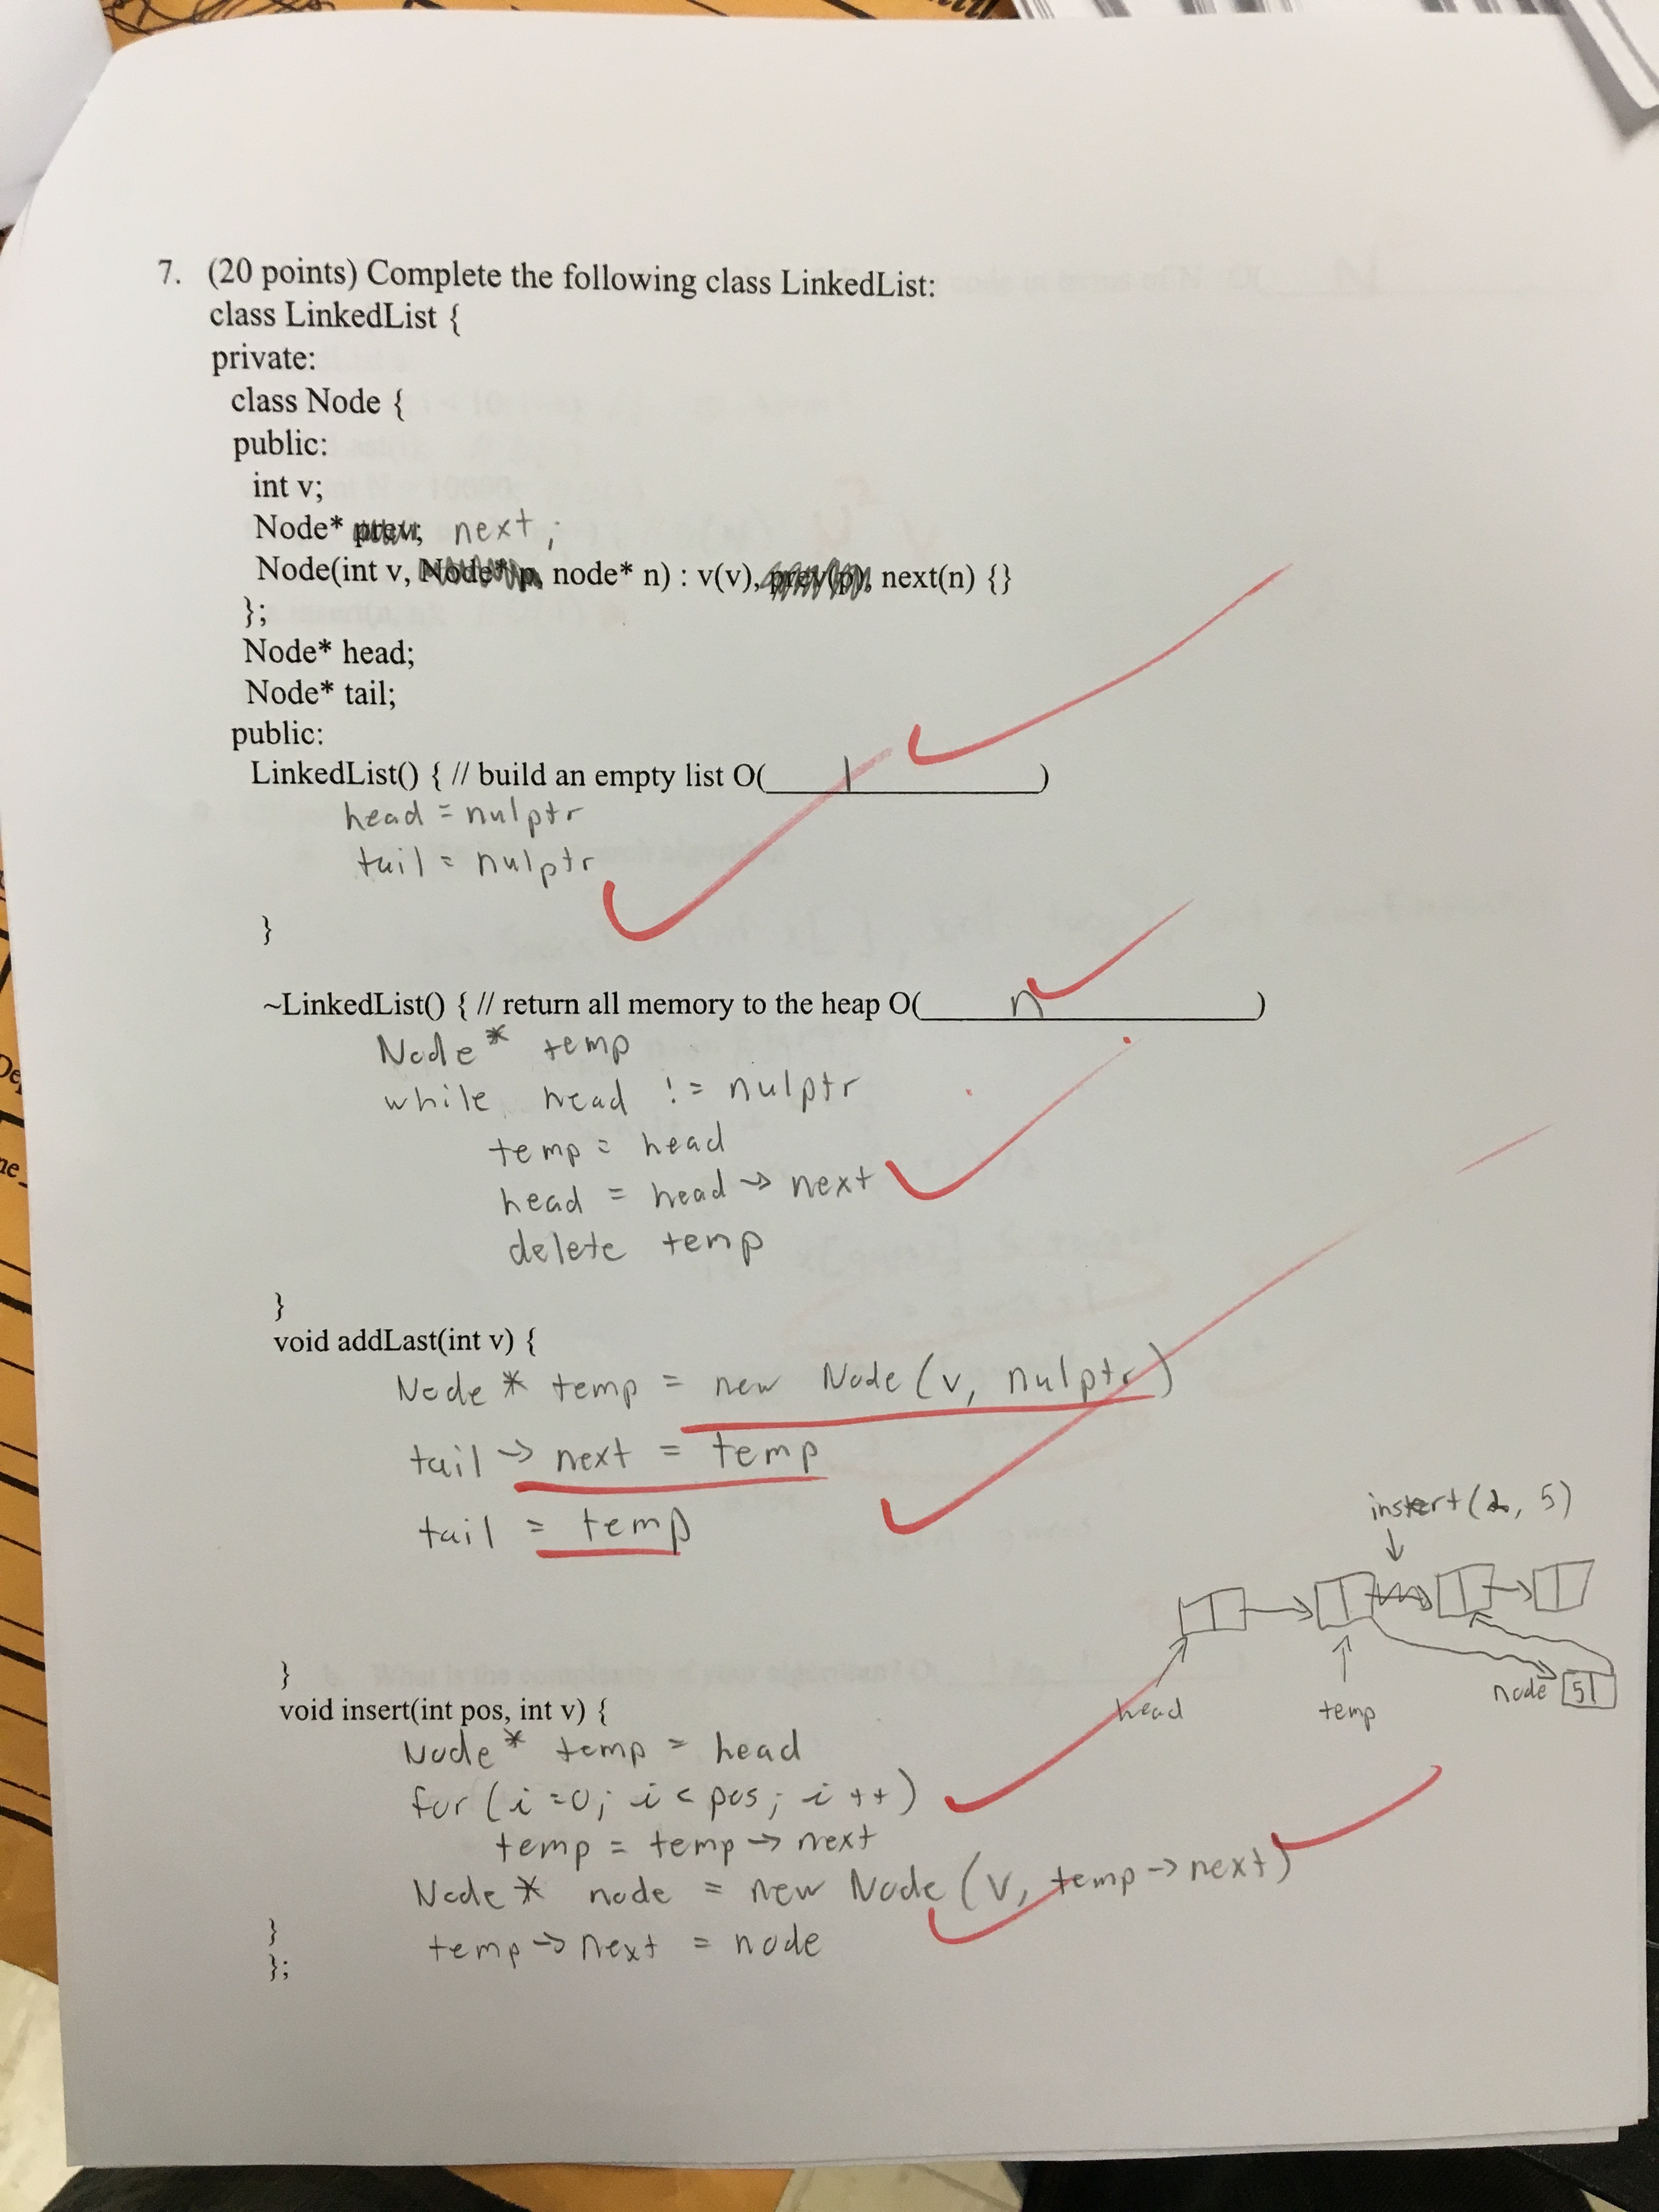 7. (20 points) Complete the following class LinkedList:
class LinkedList {
private:
class Node {
public:
int v;
Node* prev; next;
Node(int v, Node* p, node* n) : v(v), prev(p), next(n) {}
};
Node* head;
Node* tail;
public:
LinkedList() { // build an empty list O( 1 )
head = nulptr
tail = nulptr
}
~LinkedList() { // return all memory to the heap O( n )
Node* temp
while head != nulptr
temp = head
head = head → next
delete temp
}
void addLast(int v) {
Node * temp = new Node (v, nulptr)
tail → next = temp
tail = temp
}
void insert(int pos, int v) {
Node * temp = head
for (i=0; i < pos; i++)
temp = temp → next
Node * node = new Node (v, temp → next)
}
temp → next = node
};
, 5)
head
temp
node 5